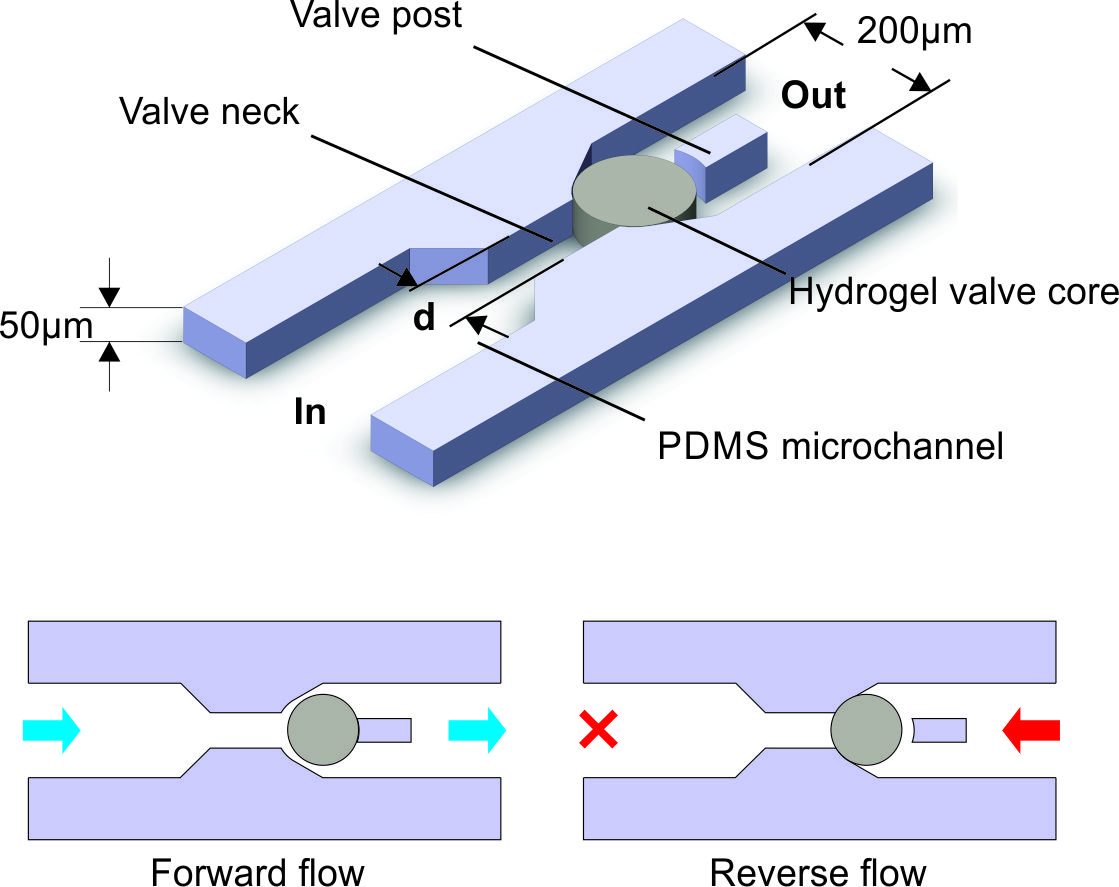 Valve post
200μm
Valve neck
Out
50μm
d
Hydrogel valve core
In
PDMS microchannel
Forward flow
Reverse flow